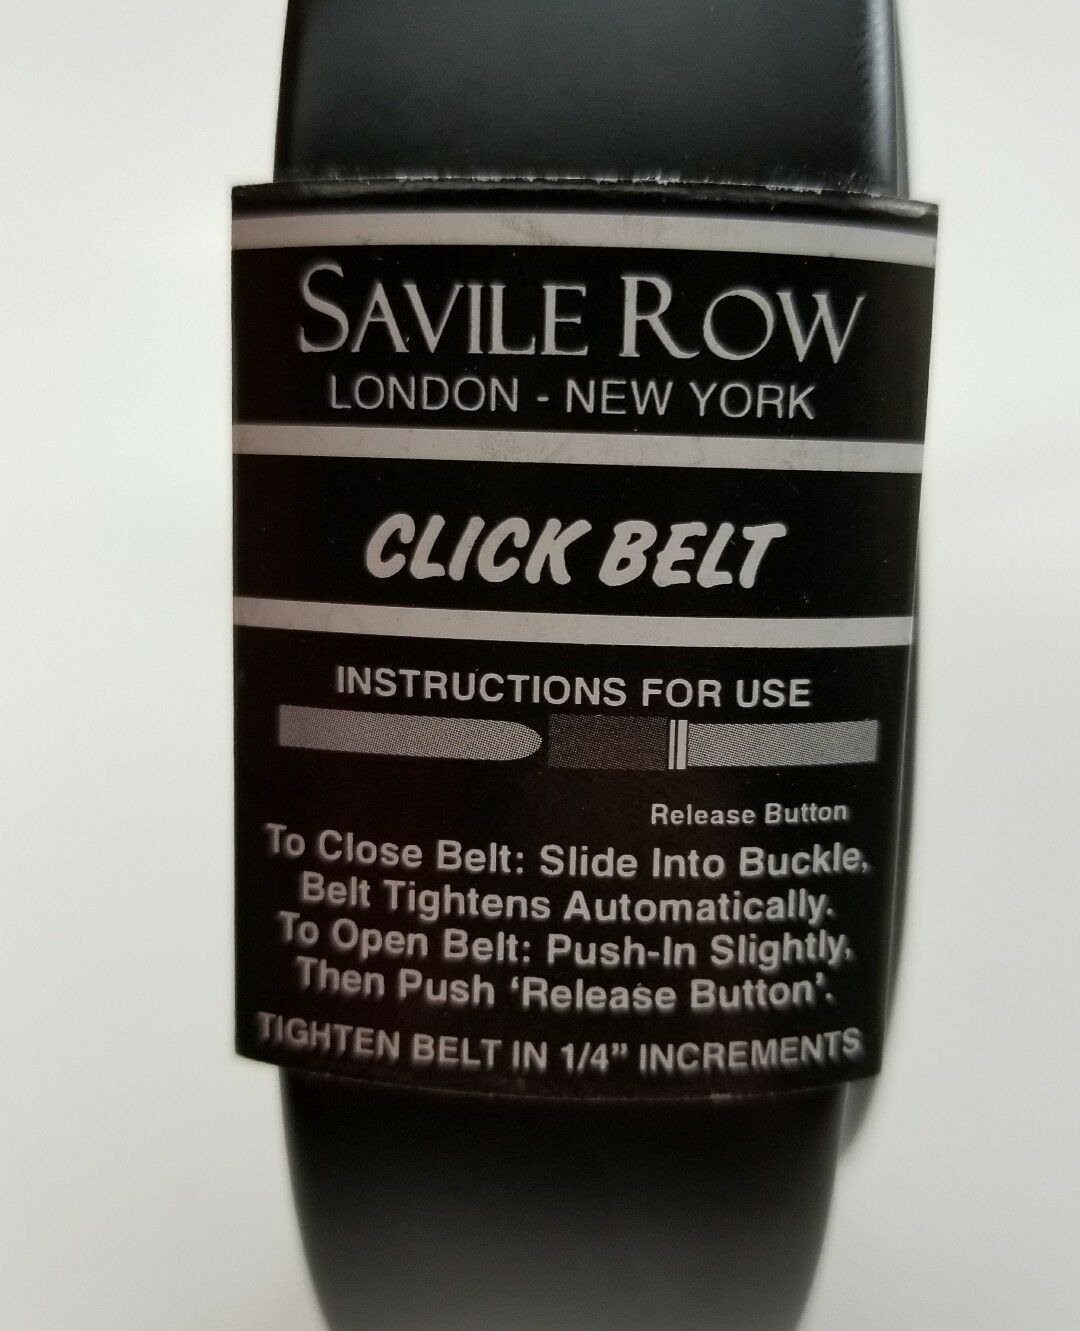 SAVILE ROW
LONDON - NEW YORK
CLICK BELT
INSTRUCTIONS FOR USE
Release Button
To Close Belt: Slide Into Buckle,
Belt Tightens Automatically.
To Open Belt: Push-In Slightly,
Then Push ‘Release Button’.
TIGHTEN BELT IN 1/4” INCREMENTS